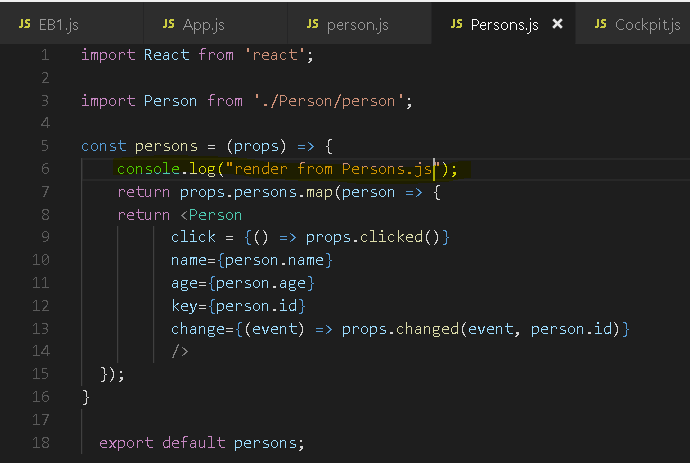 JS EB1.js JS App.js JS person.js JS Persons.js × JS Cockpit.js
1 import React from 'react';
2
3 import Person from './Person/person';
4
5 const persons = (props) => {
6 console.log("render from Persons.js");
7 return props.persons.map(person => {
8 return <Person
9 click = {() => props.clicked()}
10 name={person.name}
11 age={person.age}
12 key={person.id}
13 change={(event) => props.changed(event, person.id)}
14 />
15 });
16 }
17
18 export default persons;